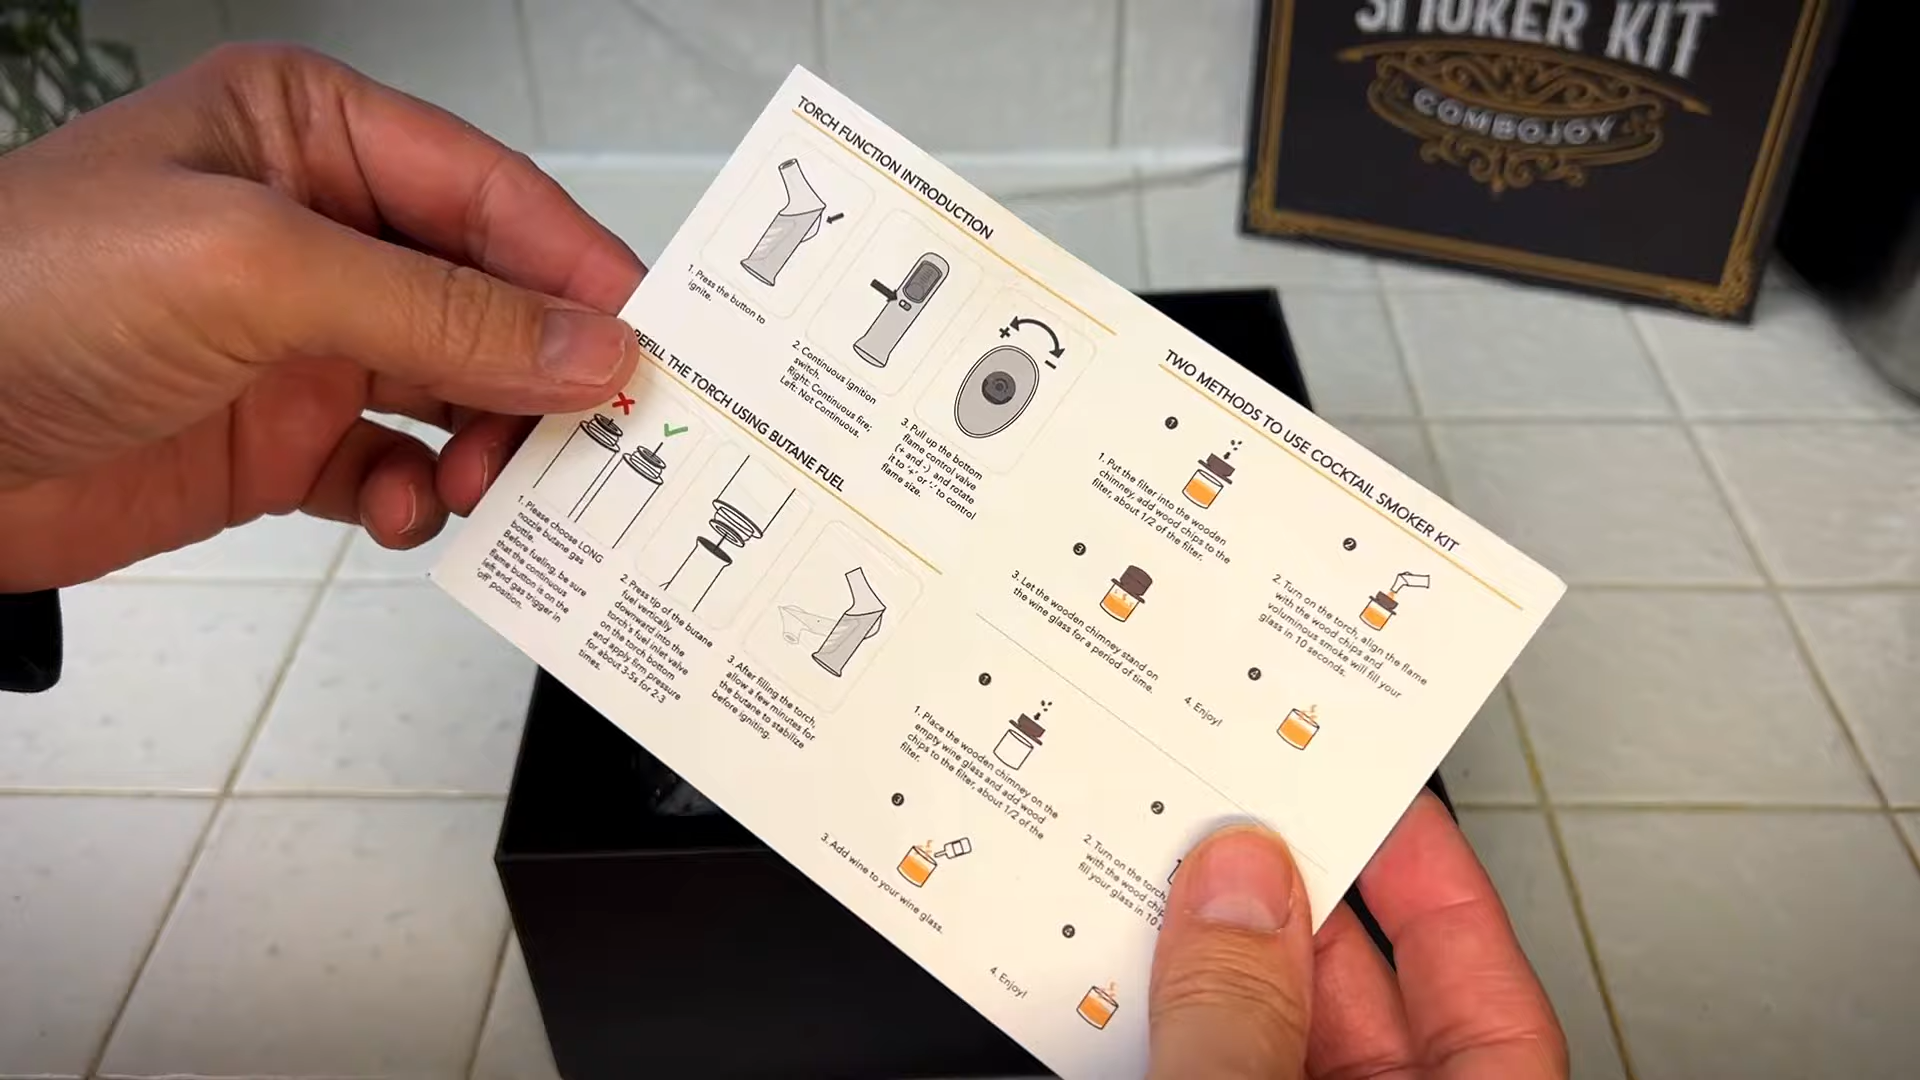 SMOKER KIT
COMBOJOY
TORCH FUNCTION INTRODUCTION
1. Press the button to
ignite.
2. Continuous ignition
switch.
Right: Continuous fire;
Left: Not Continuous.
+
-
3. Pull up the bottom
flame control valve
(+ and -) and rotate
it to '+' or '-' to control
flame size.
REFILL THE TORCH USING BUTANE FUEL
1. Please choose LONG
nozzle butane gas
bottle.
Before fueling, be sure
that the continuous
flame button is on the
left and gas trigger in
"off" position.
2. Press tip of the butane
fuel vertically
downward into the
torch's fuel inlet valve
on the torch bottom
and apply firm pressure
for about 3-5s for 2-3
times.
3. After filling the torch,
allow a few minutes for
the butane to stabilize
before igniting.
TWO METHODS TO USE COCKTAIL SMOKER KIT
1
1. Put the filter into the wooden
chimney, add wood chips to the
filter, about 1/2 of the filter.
2
2. Turn on the torch, align the flame
with the wood chips and
voluminous smoke will fill your
glass in 10 seconds.
3
3. Let the wooden chimney stand on
the wine glass for a period of time.
4
4. Enjoy!
1
1. Place the wooden chimney on the
empty wine glass and add wood
chips to the filter, about 1/2 of the
filter.
2
2. Turn on the torch,
with the wood chip
fill your glass in 10
3
3. Add wine to your wine glass.
4
4. Enjoy!